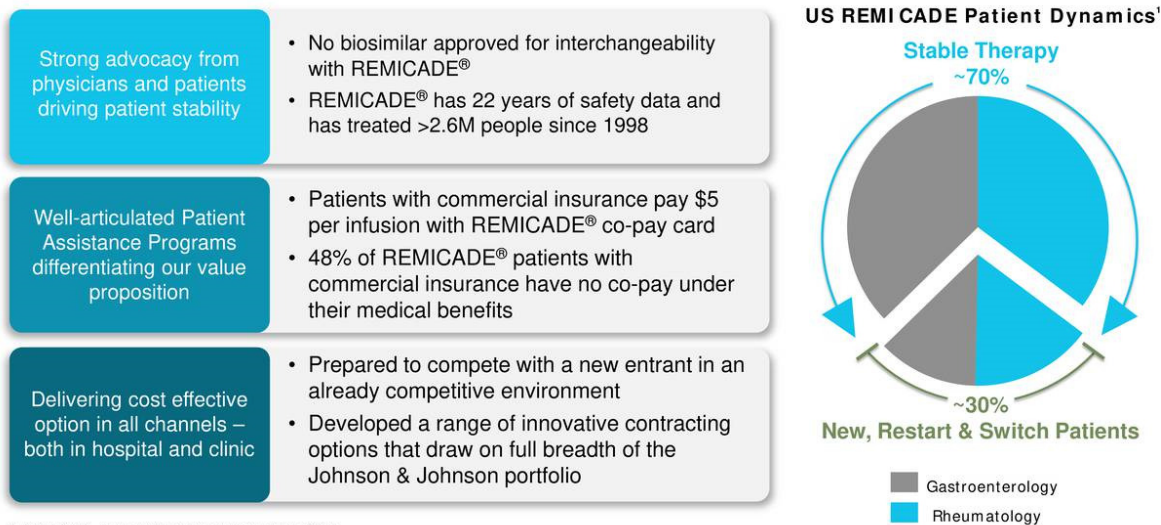 Strong advocacy from
physicians and patients
driving patient stability
• No biosimilar approved for interchangeability
with REMICADE®
• REMICADE® has 22 years of safety data and
has treated >2.6M people since 1998
Well-articulated Patient
Assistance Programs
differentiating our value
proposition
• Patients with commercial insurance pay $5
per infusion with REMICADE® co-pay card
• 48% of REMICADE® patients with
commercial insurance have no co-pay under
their medical benefits
Delivering cost effective
option in all channels –
both in hospital and clinic
• Prepared to compete with a new entrant in an
already competitive environment
• Developed a range of innovative contracting
options that draw on full breadth of the
Johnson & Johnson portfolio
US REMICADE Patient Dynamics¹
Stable Therapy
~70%
~30%
New, Restart & Switch Patients
Gastroenterology
Rheumatology